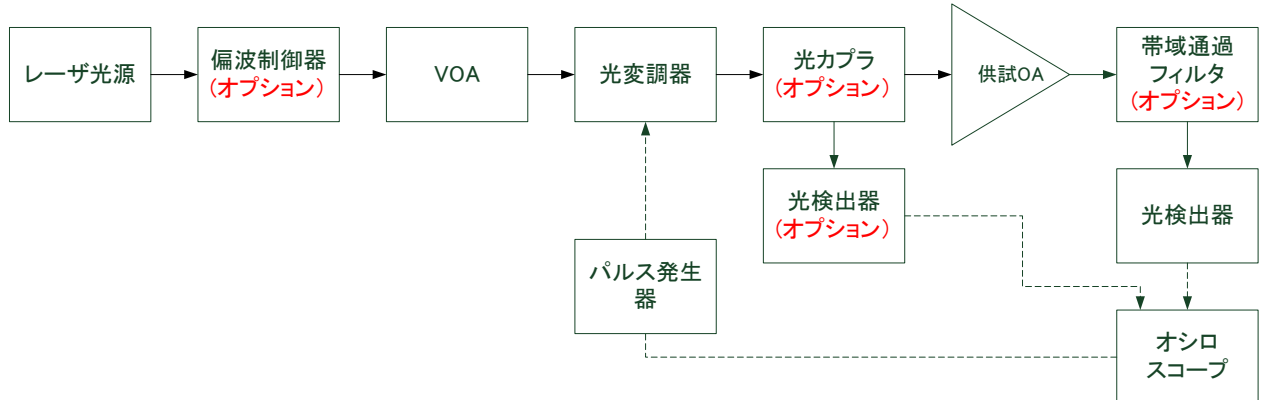 レーザ光源
偏波制御器
(オプション)
VOA
光変調器
光カプラ
(オプション)
供試OA
帯域通過
フィルタ
(オプション)
光検出器
(オプション)
光検出器
パルス発生
器
オシロ
スコープ